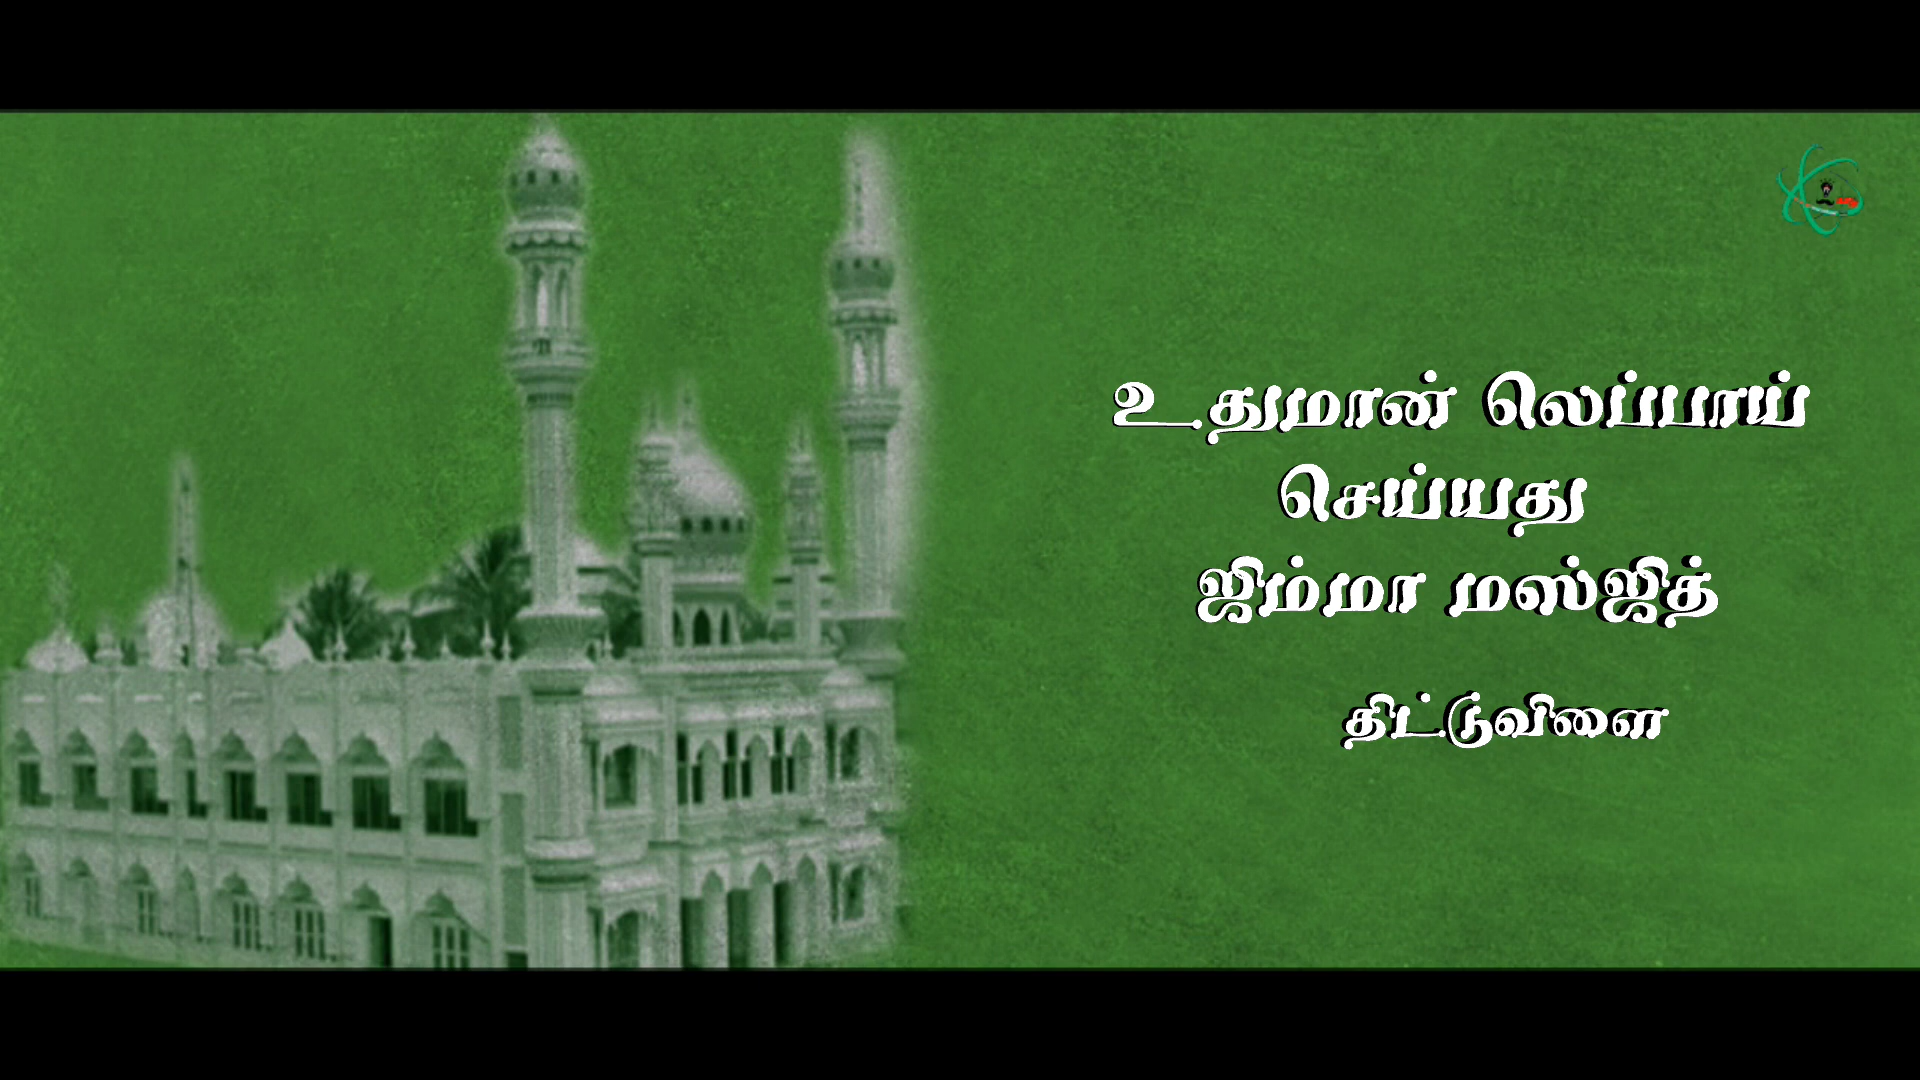 உதுமான் லெப்பாய்
செய்யது
ஜிம்மா மஸ்ஜித்
திட்டுவிளை